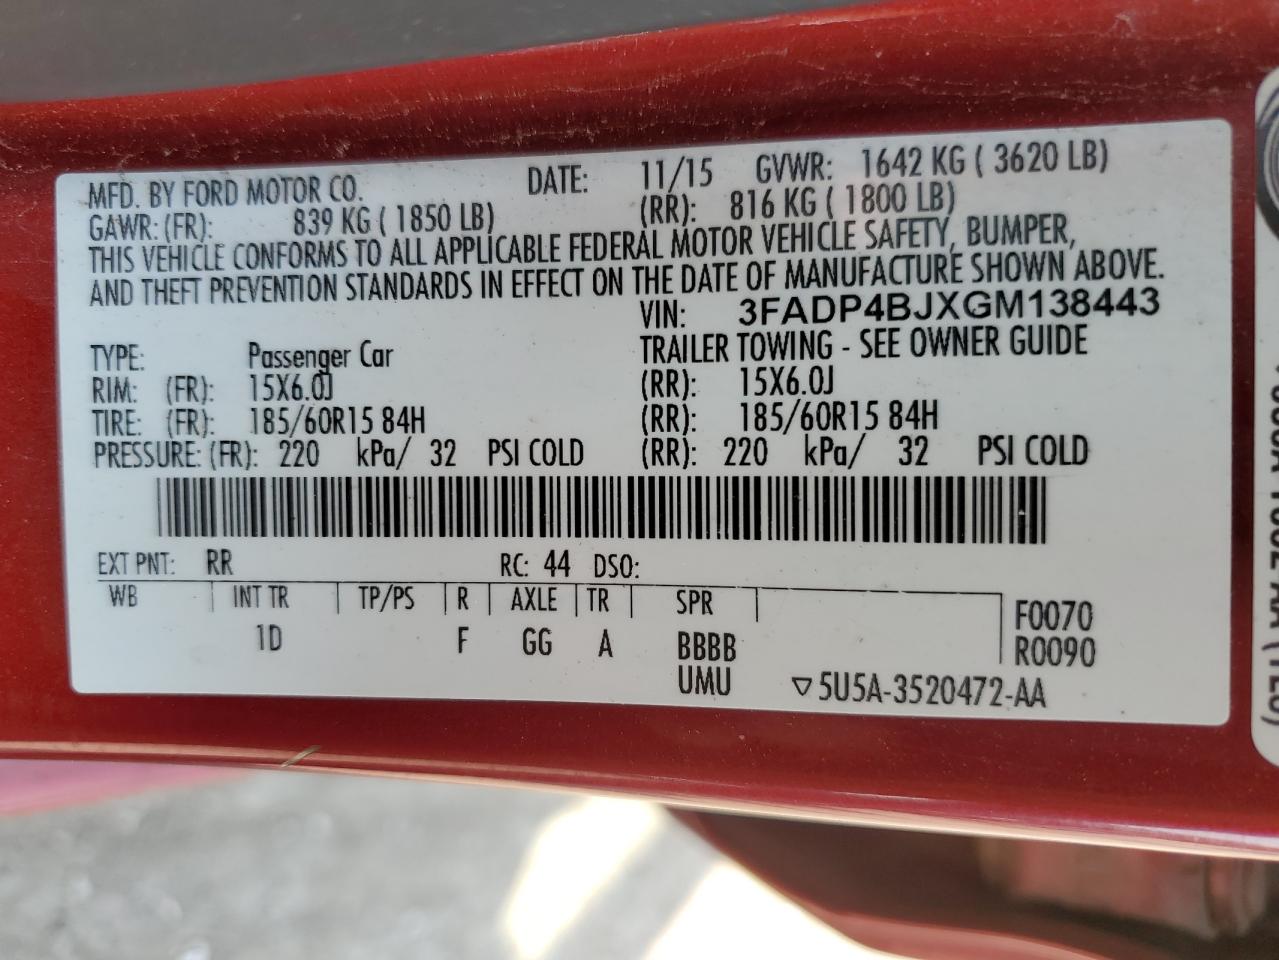 MFD. BY FORD MOTOR CO. DATE: 11/15 GVWR: 1642 KG ( 3620 LB)
GAWR: (FR): 839 KG ( 1850 LB) (RR): 816 KG ( 1800 LB)
THIS VEHICLE CONFORMS TO ALL APPLICABLE FEDERAL MOTOR VEHICLE SAFETY, BUMPER,
AND THEFT PREVENTION STANDARDS IN EFFECT ON THE DATE OF MANUFACTURE SHOWN ABOVE.
VIN: 3FADP4BJXGM138443
TYPE: Passenger Car TRAILER TOWING - SEE OWNER GUIDE
RIM: (FR): 15X6.0J (RR): 15X6.0J
TIRE: (FR): 185/60R15 84H (RR): 185/60R15 84H
PRESSURE: (FR): 220 kPa/ 32 PSI COLD (RR): 220 kPa/ 32 PSI COLD
EXT PNT: RR RC: 44 DSO:
WB INT TR TP/PS R AXLE TR SPR F0070
1D F GG A BBBB R0090
UMU ▽5U5A-3520472-AA